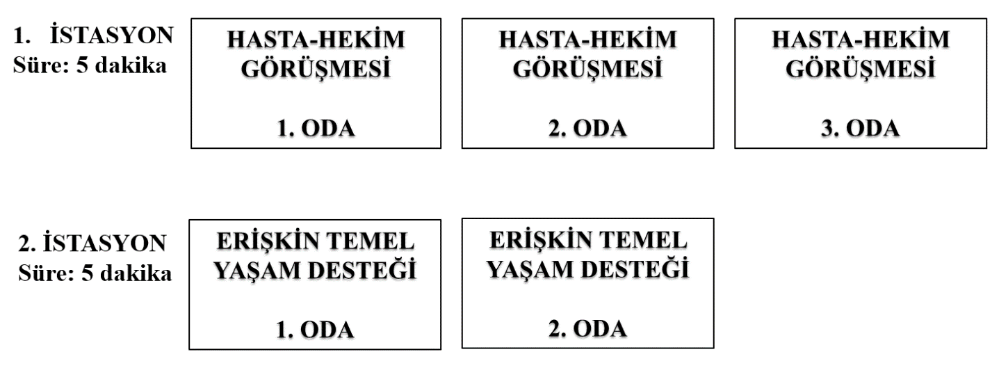 1. İSTASYON
Süre: 5 dakika
HASTA-HEKİM
GÖRÜŞMESİ
1. ODA
HASTA-HEKİM
GÖRÜŞMESİ
2. ODA
HASTA-HEKİM
GÖRÜŞMESİ
3. ODA
2. İSTASYON
Süre: 5 dakika
ERİŞKİN TEMEL
YAŞAM DESTEĞİ
1. ODA
ERİŞKİN TEMEL
YAŞAM DESTEĞİ
2. ODA